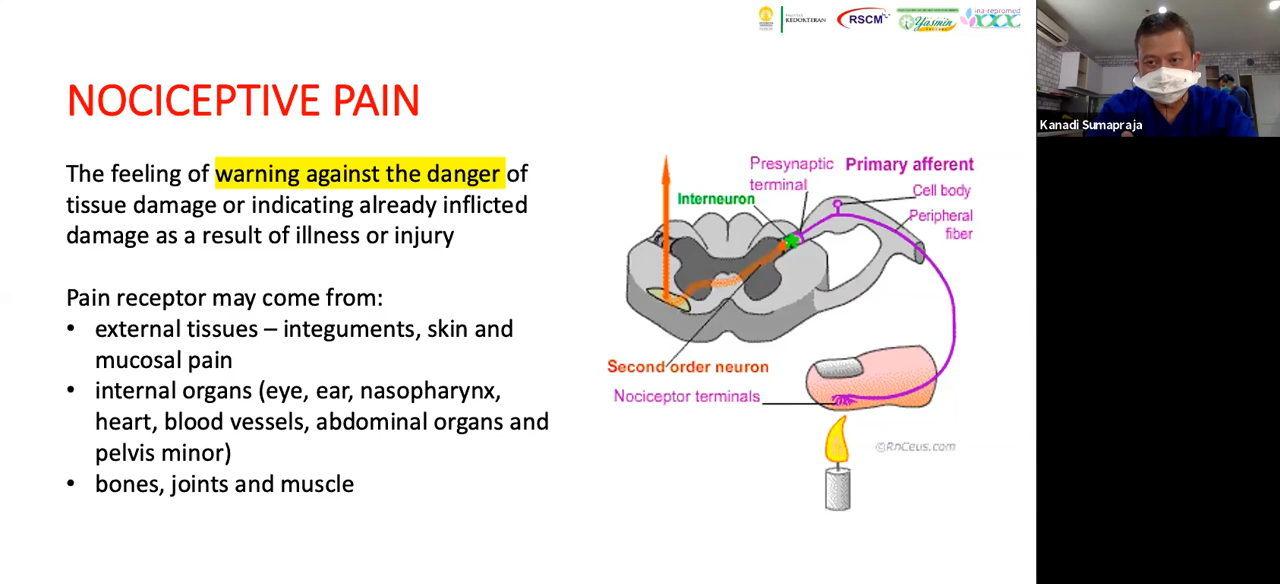 KEDOKTERAN
RSCM
Yasmin
ina-repromed
Kanadi Sumapraja
NOCICEPTIVE PAIN
The feeling of warning against the danger of
tissue damage or indicating already inflicted
damage as a result of illness or injury
Pain receptor may come from:
• external tissues – integuments, skin and
mucosal pain
• internal organs (eye, ear, nasopharynx,
heart, blood vessels, abdominal organs and
pelvis minor)
• bones, joints and muscle
Presynaptic
terminal
Primary afferent
Cell body
Interneuron
Peripheral
fiber
Second order neuron
Nociceptor terminals
©RnCeus.com